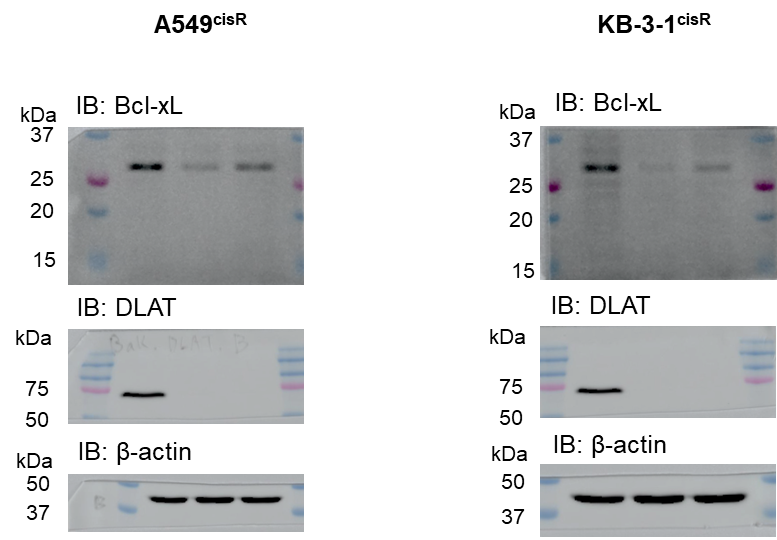 A549cisR
KB-3-1cisR
IB: Bcl-xL
kDa
37
25
20
15
IB: DLAT
kDa
75
50
IB: β-actin
kDa
50
37
IB: Bcl-xL
kDa
37
25
20
15
IB: DLAT
kDa
75
50
IB: β-actin
kDa
50
37